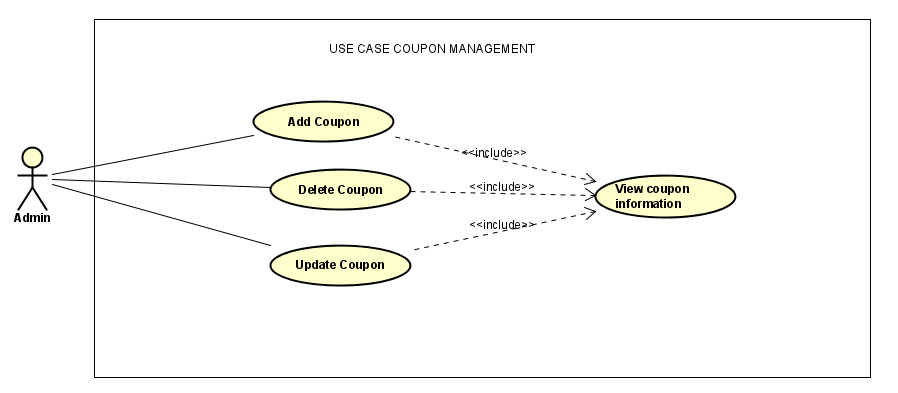 USE CASE COUPON MANAGEMENT
Add Coupon
<<include>>
Delete Coupon
<<include>>
View coupon
information
Admin
<<include>>
Update Coupon